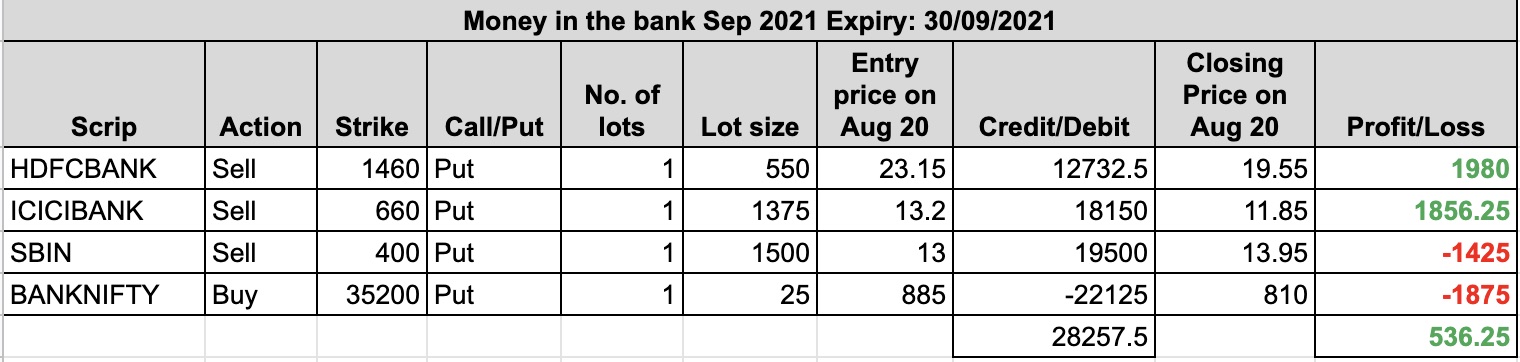 Money in the bank Sep 2021 Expiry: 30/09/2021
Scrip Action Strike Call/Put No. of lots Lot size Entry price on Aug 20 Credit/Debit Closing Price on Aug 20 Profit/Loss
HDFCBANK Sell 1460 Put 1 550 23.15 12732.5 19.55 1980
ICICIBANK Sell 660 Put 1 1375 13.2 18150 11.85 1856.25
SBIN Sell 400 Put 1 1500 13 19500 13.95 -1425
BANKNIFTY Buy 35200 Put 1 25 885 -22125 810 -1875
28257.5 536.25